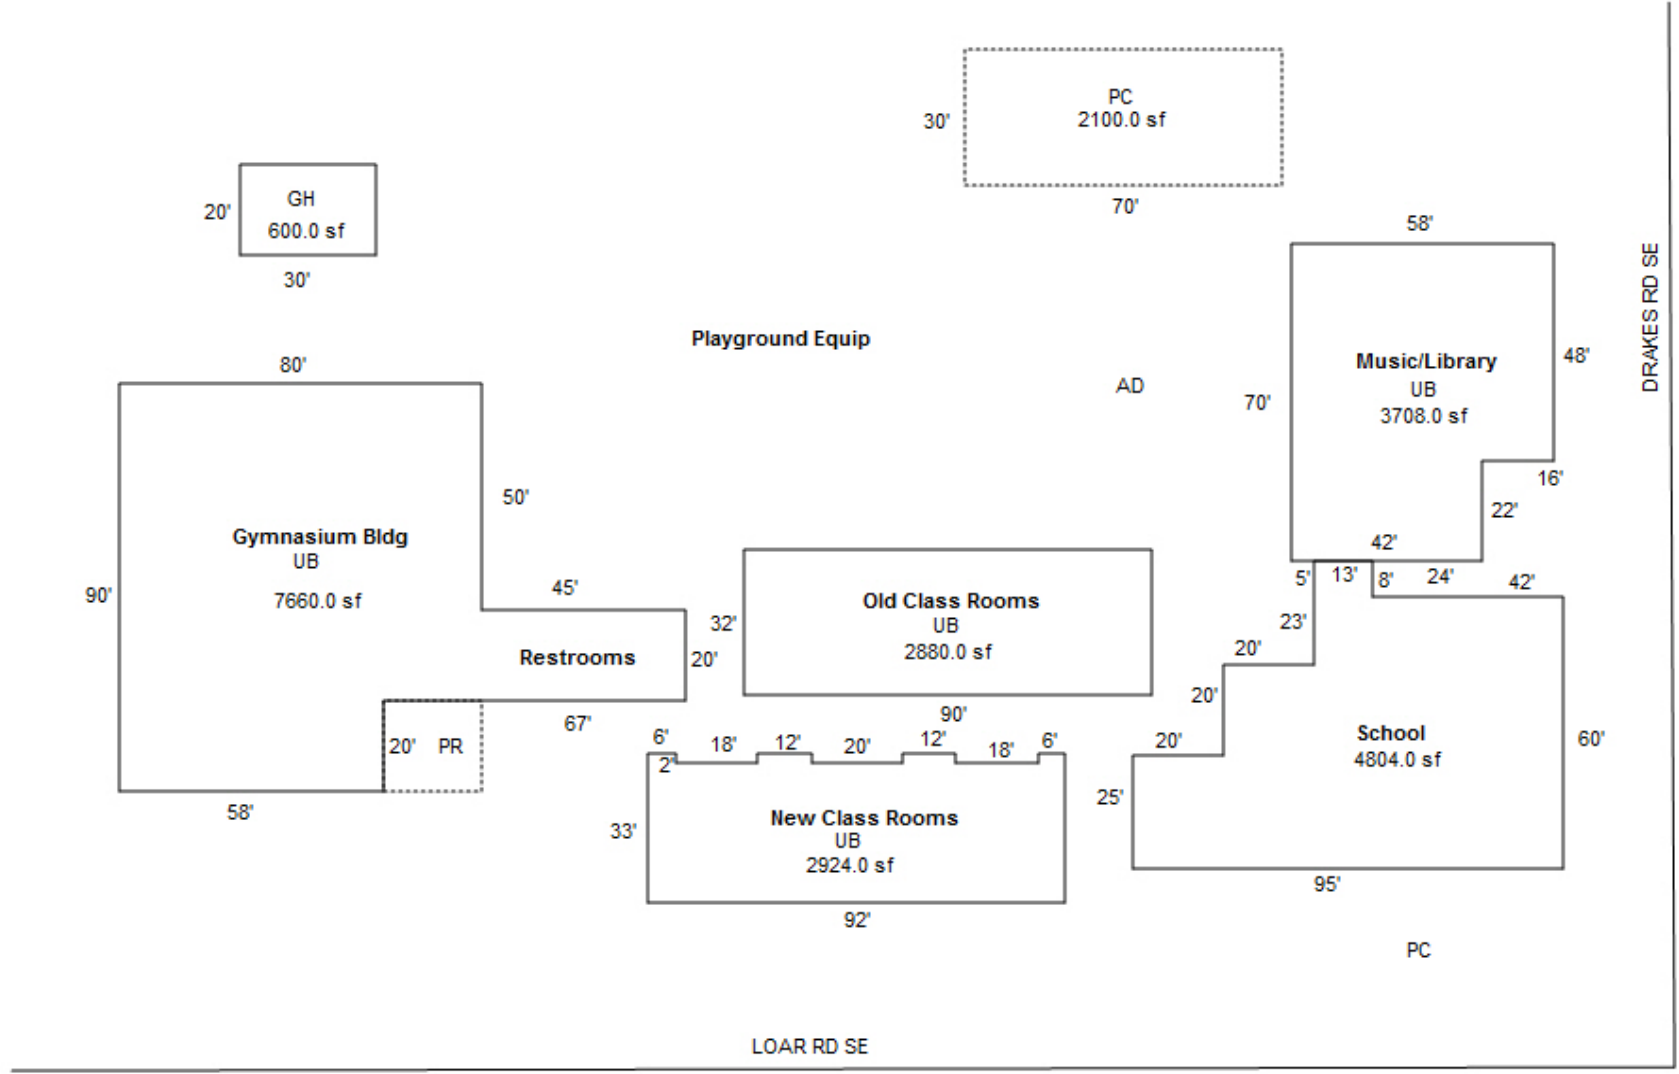 PC
2100.0 sf
30'
70'
GH
600.0 sf
20'
30'
58'
Music/Library
UB
3708.0 sf
48'
70'
16'
22'
42'
DRAKES RD SE
Playground Equip
AD
80'
50'
Gymnasium Bldg
UB
7660.0 sf
90'
45'
Restrooms
20'
67'
20' PR
58'
32'
Old Class Rooms
UB
2880.0 sf
90'
6' 18' 12' 20' 12' 18' 6'
2'
New Class Rooms
UB
2924.0 sf
33'
92'
5' 13' 8' 24' 42'
23'
20'
20'
20'
25'
School
4804.0 sf
60'
95'
PC
LOAR RD SE